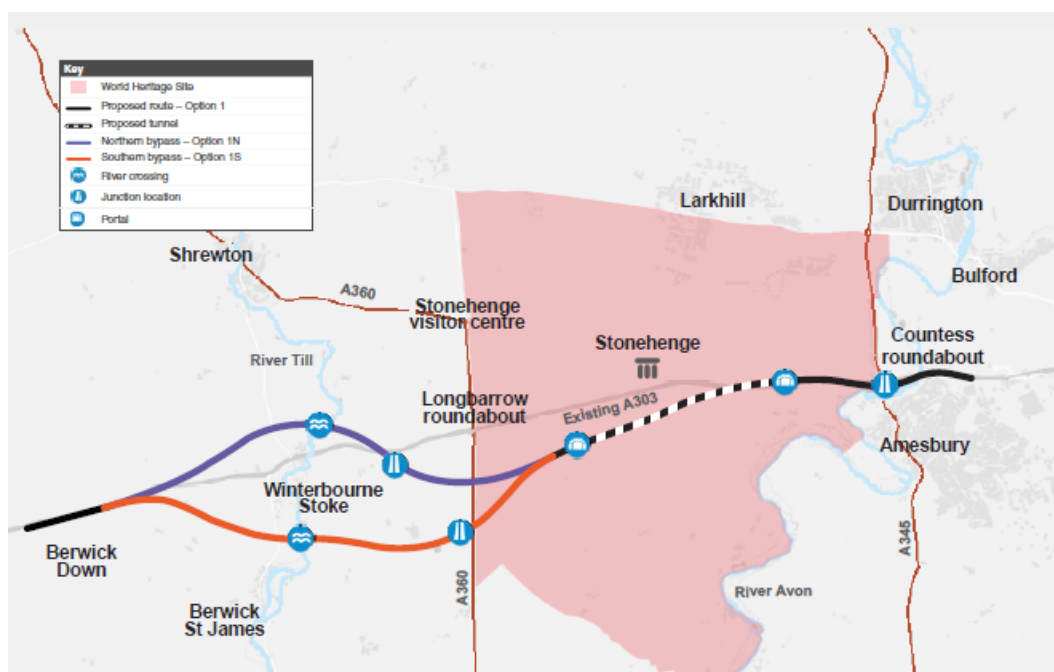 Key
World Heritage Site
Proposed route – Option 1
Proposed tunnel
Northern bypass – Option 1N
Southern bypass – Option 1S
River crossing
Junction location
Portal
Larkhill
Durrington
Shrewton
Bulford
A360
Stonehenge
visitor centre
Stonehenge
Countess
roundabout
River Till
Longbarrow
roundabout
Existing A303
Amesbury
Winterbourne
Stoke
Berwick
Down
A345
A360
River Avon
Berwick
St James